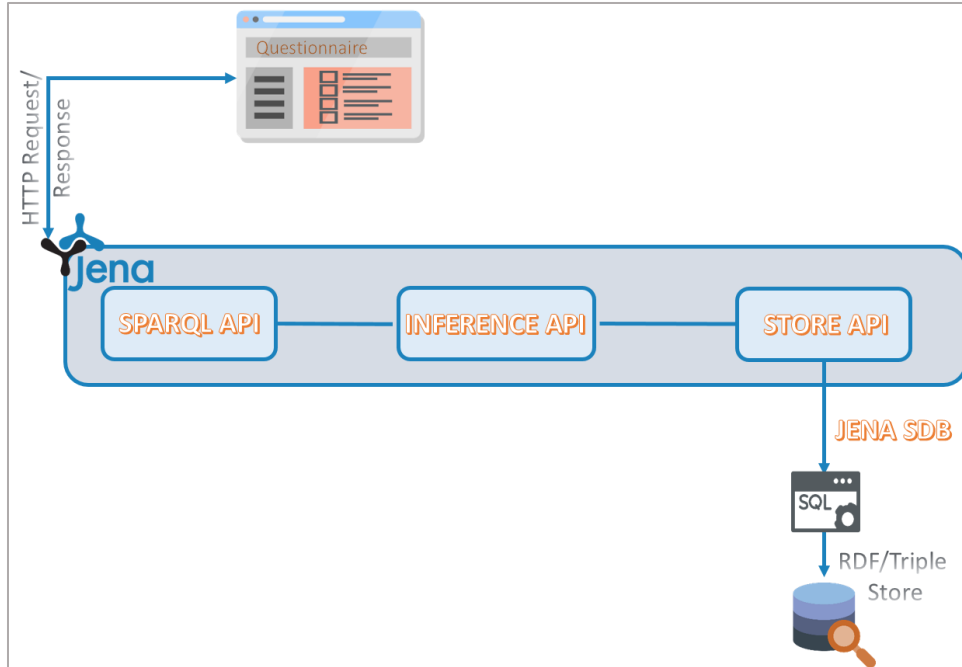 Questionnaire
HTTP Request/
Response
Jena
SPARQL API
INFERENCE API
STORE API
JENA SDB
SQL
RDF/Triple
Store